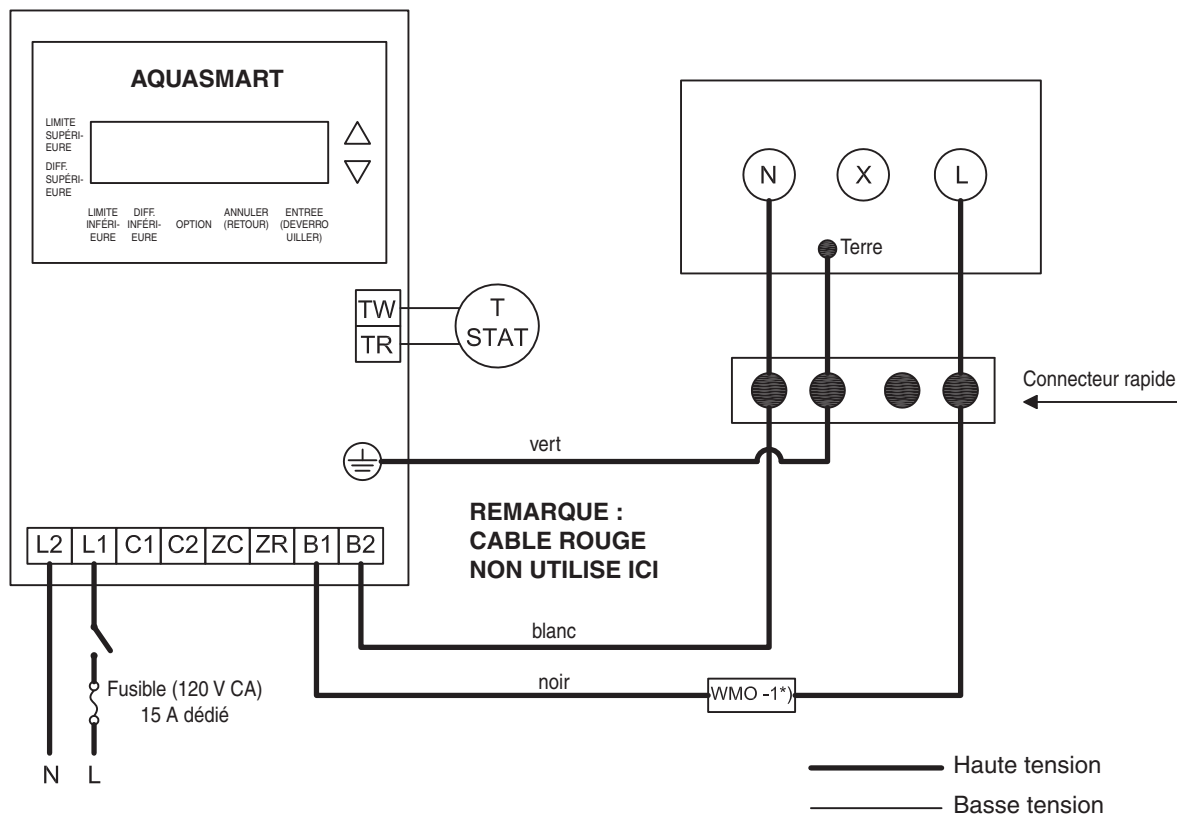 AQUASMART
LIMITE
SUPÉRI-
EURE
DIFF.
SUPÉRI-
EURE
LIMITE
INFÉRI-
EURE
DIFF.
INFÉRI-
EURE
OPTION
ANNULER
(RETOUR)
ENTREE
(DEVERRO
UILLER)
N X L
Terre
TW
TR
T
STAT
Connecteur rapide
vert
REMARQUE :
CABLE ROUGE
NON UTILISE ICI
L2 L1 C1 C2 ZC ZR B1 B2
blanc
noir
WMO -1*)
Fusible (120 V CA)
15 A dédié
N L
Haute tension
Basse tension